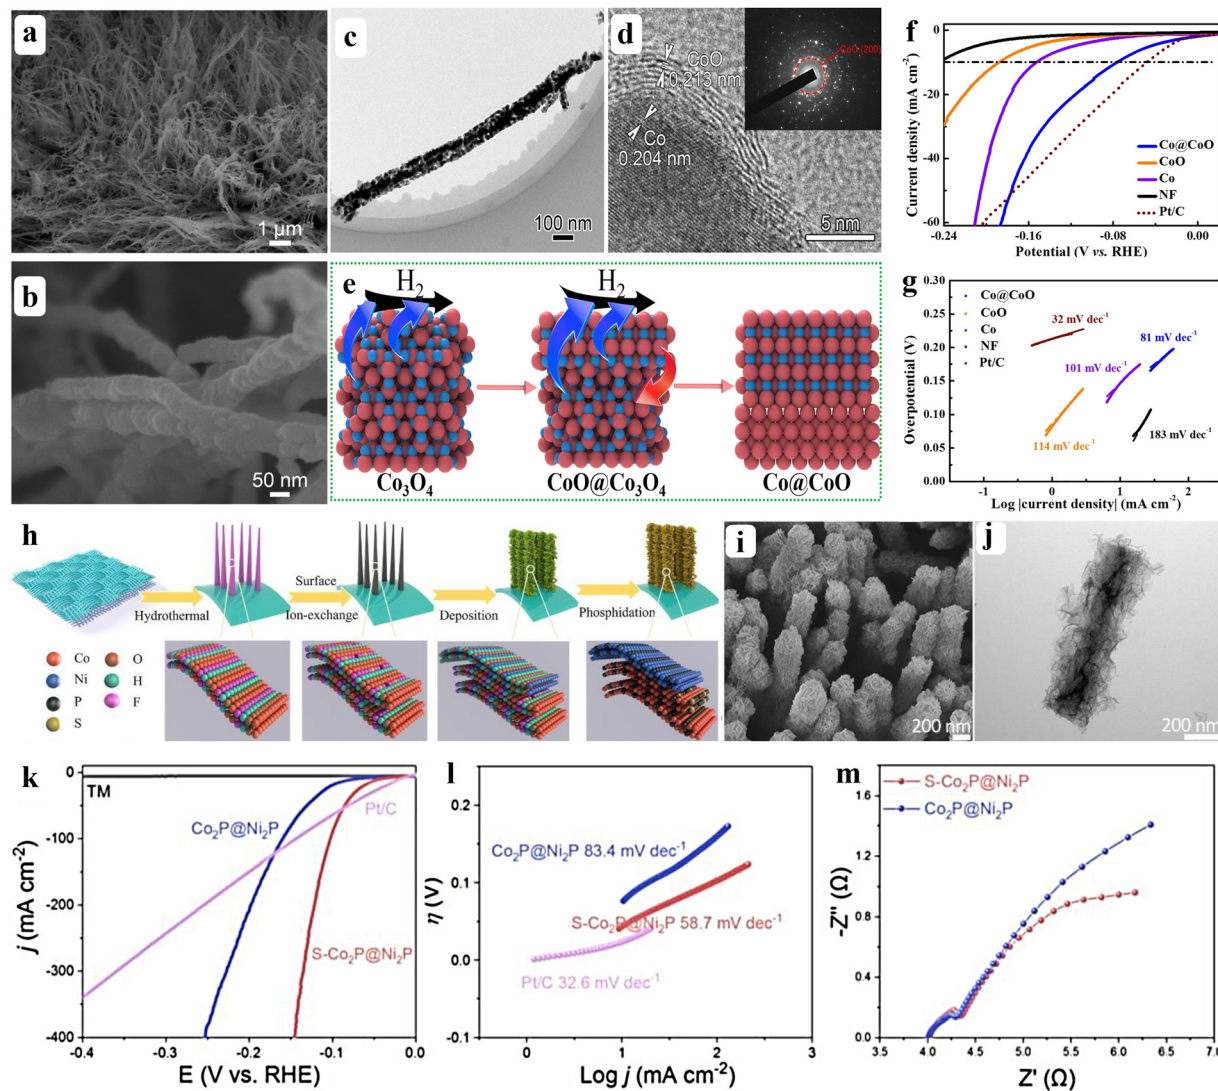 a
1 µm
b
50 nm
c
100 nm
d
CoO
0.213 nm
Co
0.204 nm
CoO (200)
5 nm
e
H₂
H₂
Co₃O₄
CoO@Co₃O₄
Co@CoO
f
Current density (mA cm⁻²)
0
-20
-40
-60
-0.24
-0.16
-0.08
0.00
Potential (V vs. RHE)
Co@CoO
CoO
Co
NF
Pt/C
g
Overpotential (V)
0.30
0.25
0.20
0.15
0.10
0.05
0.00
Co@CoO
CoO
Co
NF
Pt/C
32 mV dec⁻¹
81 mV dec⁻¹
101 mV dec⁻¹
114 mV dec⁻¹
183 mV dec⁻¹
-1
0
1
2
Log |current density| (mA cm⁻²)
h
Hydrothermal
Surface
Ion-exchange
Deposition
Phosphidation
Co
O
Ni
H
P
F
S
i
200 nm
j
200 nm
k
j (mA cm⁻²)
0
-100
-200
-300
-400
TM
Pt/C
Co₂P@Ni₂P
S-Co₂P@Ni₂P
-0.4
-0.3
-0.2
-0.1
0.0
E (V vs. RHE)
l
η (V)
0.2
0.1
0.0
-0.1
Co₂P@Ni₂P 83.4 mV dec⁻¹
S-Co₂P@Ni₂P 58.7 mV dec⁻¹
Pt/C 32.6 mV dec⁻¹
0
1
2
3
Log j (mA cm⁻²)
m
S-Co₂P@Ni₂P
Co₂P@Ni₂P
-Z'' (Ω)
1.6
1.2
0.8
0.4
0.0
3.5
4.0
4.5
5.0
5.5
6.0
6.5
7.0
Z' (Ω)